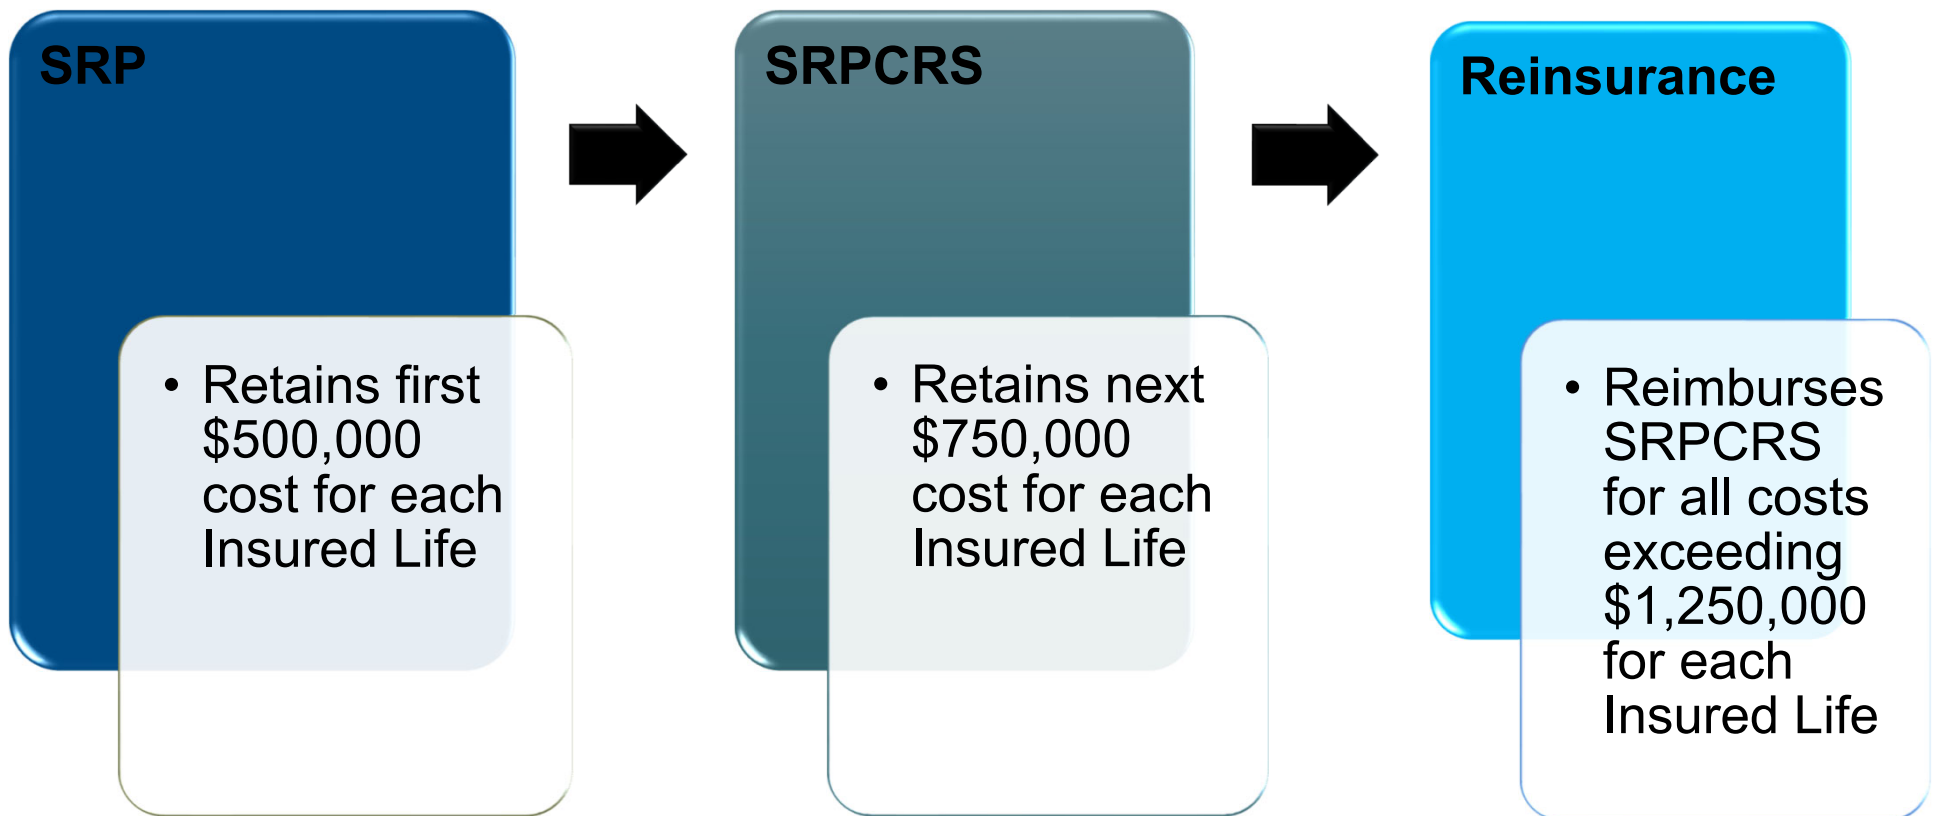 SRP
• Retains first
$500,000
cost for each
Insured Life
SRPCRS
• Retains next
$750,000
cost for each
Insured Life
Reinsurance
• Reimburses
SRPCRS
for all costs
exceeding
$1,250,000
for each
Insured Life